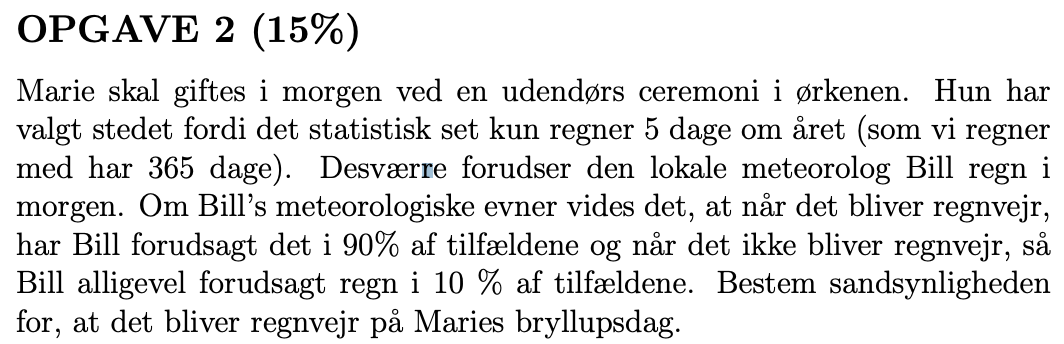 OPGAVE 2 (15%)
Marie skal giftes i morgen ved en udendørs ceremoni i ørkenen. Hun har
valgt stedet fordi det statistisk set kun regner 5 dage om året (som vi regner
med har 365 dage). Desværre forudser den lokale meteorolog Bill regn i
morgen. Om Bill's meteorologiske evner vides det, at når det bliver regnvejr,
har Bill forudsagt det i 90% af tilfældene og når det ikke bliver regnvejr, så
Bill alligevel forudsagt regn i 10 % af tilfældene. Bestem sandsynligheden
for, at det bliver regnvejr på Maries bryllupsdag.